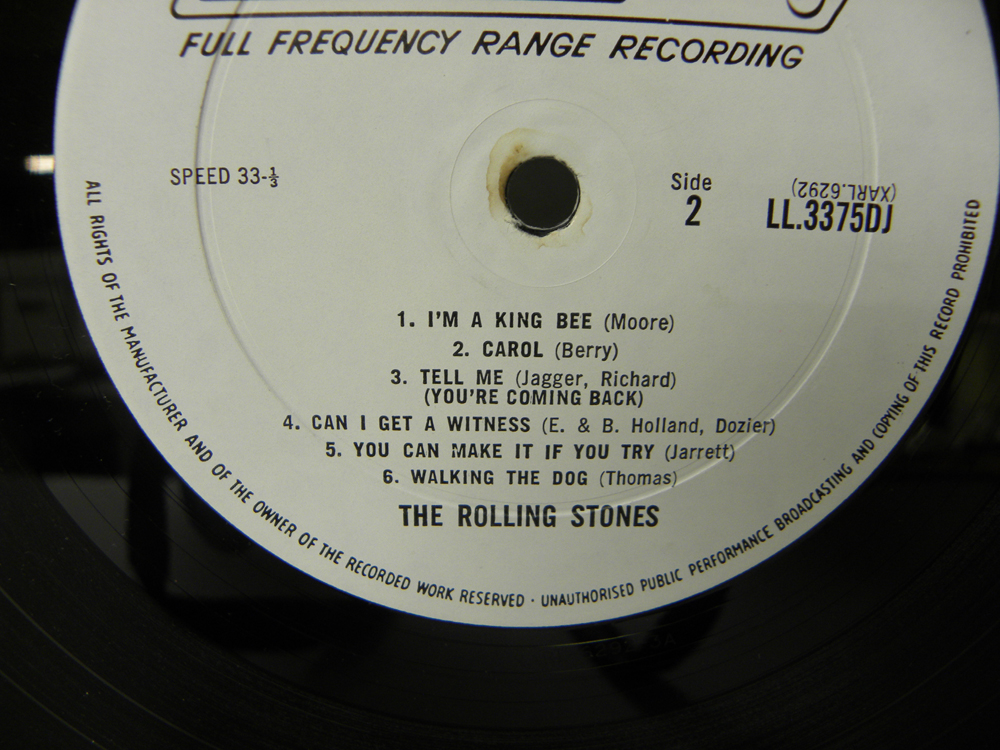 FULL FREQUENCY RANGE RECORDING
SPEED 33-⅓
Side
2
(XARL.6292)
LL.3375DJ
1. I'M A KING BEE (Moore)
2. CAROL (Berry)
3. TELL ME (Jagger, Richard)
(YOU'RE COMING BACK)
4. CAN I GET A WITNESS (E. & B. Holland, Dozier)
5. YOU CAN MAKE IT IF YOU TRY (Jarrett)
6. WALKING THE DOG (Thomas)
THE ROLLING STONES
ALL RIGHTS OF THE MANUFACTURER AND OF THE OWNER OF THE RECORDED WORK RESERVED · UNAUTHORISED PUBLIC PERFORMANCE BROADCASTING AND COPYING OF THIS RECORD PROHIBITED